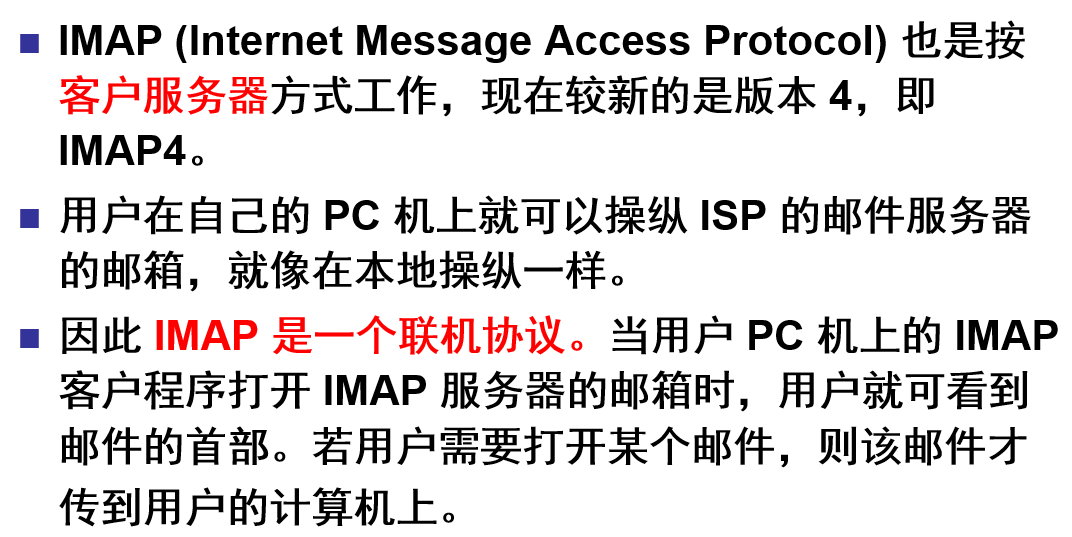 IMAP (Internet Message Access Protocol) 也是按
客户服务器方式工作，现在较新的是版本 4，即
IMAP4。
用户在自己的 PC 机上就可以操纵 ISP 的邮件服务器
的邮箱，就像在本地操纵一样。
因此 IMAP 是一个联机协议。当用户 PC 机上的 IMAP
客户程序打开 IMAP 服务器的邮箱时，用户就可看到
邮件的首部。若用户需要打开某个邮件，则该邮件才
传到用户的计算机上。